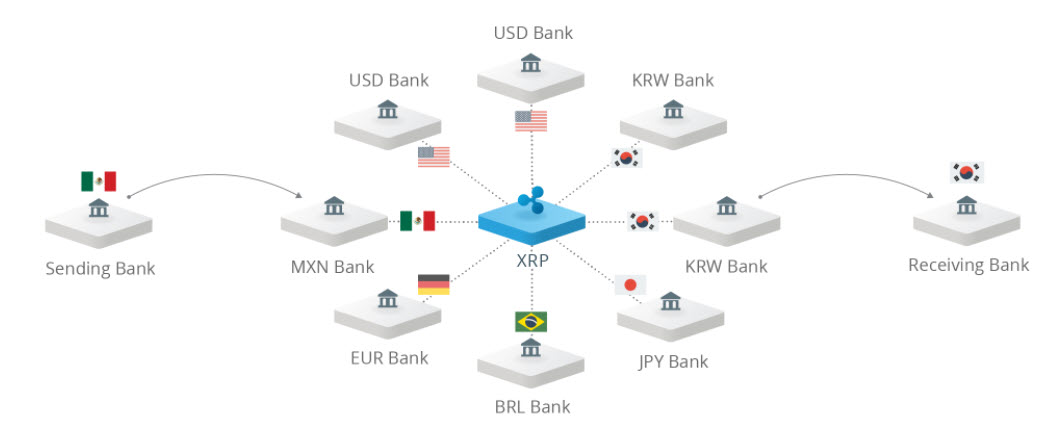 USD Bank
USD Bank
KRW Bank
Sending Bank
MXN Bank
XRP
KRW Bank
Receiving Bank
EUR Bank
JPY Bank
BRL Bank